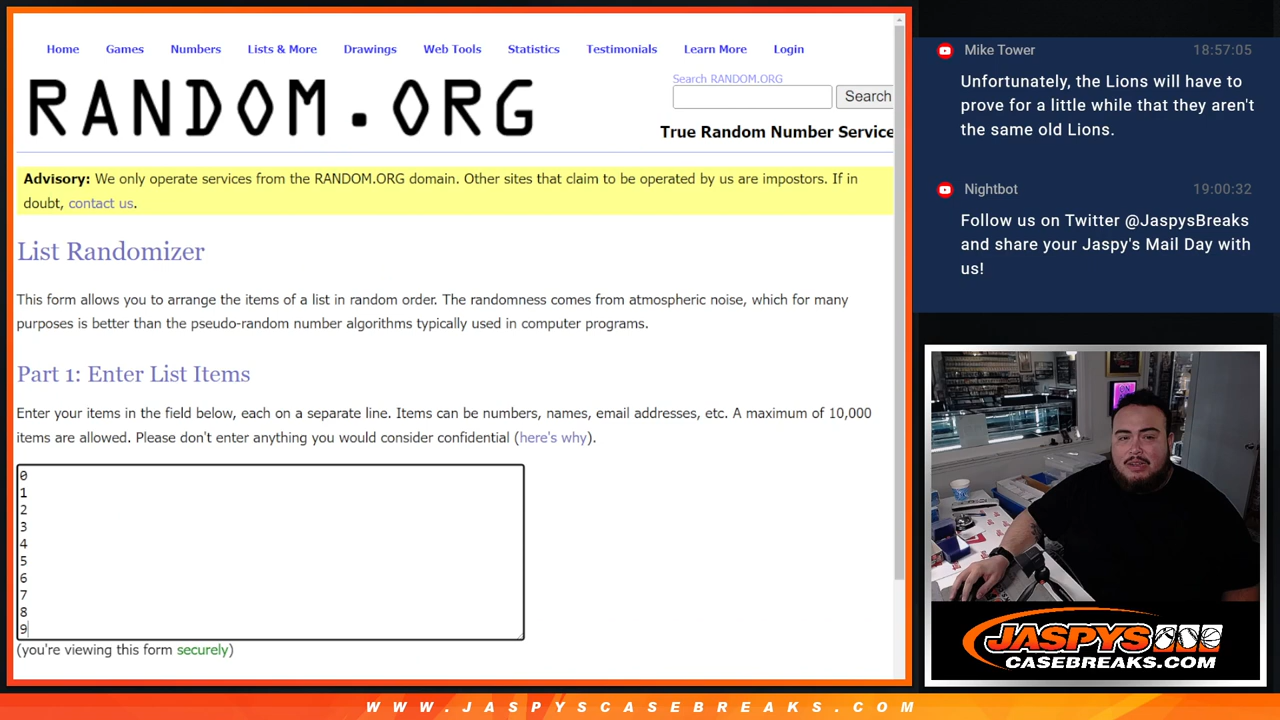 Home Games Numbers Lists & More Drawings Web Tools Statistics Testimonials Learn More Login
RANDOM.ORG
Search RANDOM.ORG
Search
True Random Number Service
Advisory: We only operate services from the RANDOM.ORG domain. Other sites that claim to be operated by us are impostors. If in
doubt, contact us.
List Randomizer
This form allows you to arrange the items of a list in random order. The randomness comes from atmospheric noise, which for many
purposes is better than the pseudo-random number algorithms typically used in computer programs.
Part 1: Enter List Items
Enter your items in the field below, each on a separate line. Items can be numbers, names, email addresses, etc. A maximum of 10,000
items are allowed. Please don't enter anything you would consider confidential (here's why).
0
1
2
3
4
5
6
7
8
9
(you're viewing this form securely)
Mike Tower 18:57:05
Unfortunately, the Lions will have to
prove for a little while that they aren't
the same old Lions.
Nightbot 19:00:32
Follow us on Twitter @JaspysBreaks
and share your Jaspy's Mail Day with
us!
ON
JASPYS
CASEBREAKS.COM
WWW.JASPYSCASEBREAKS.COM